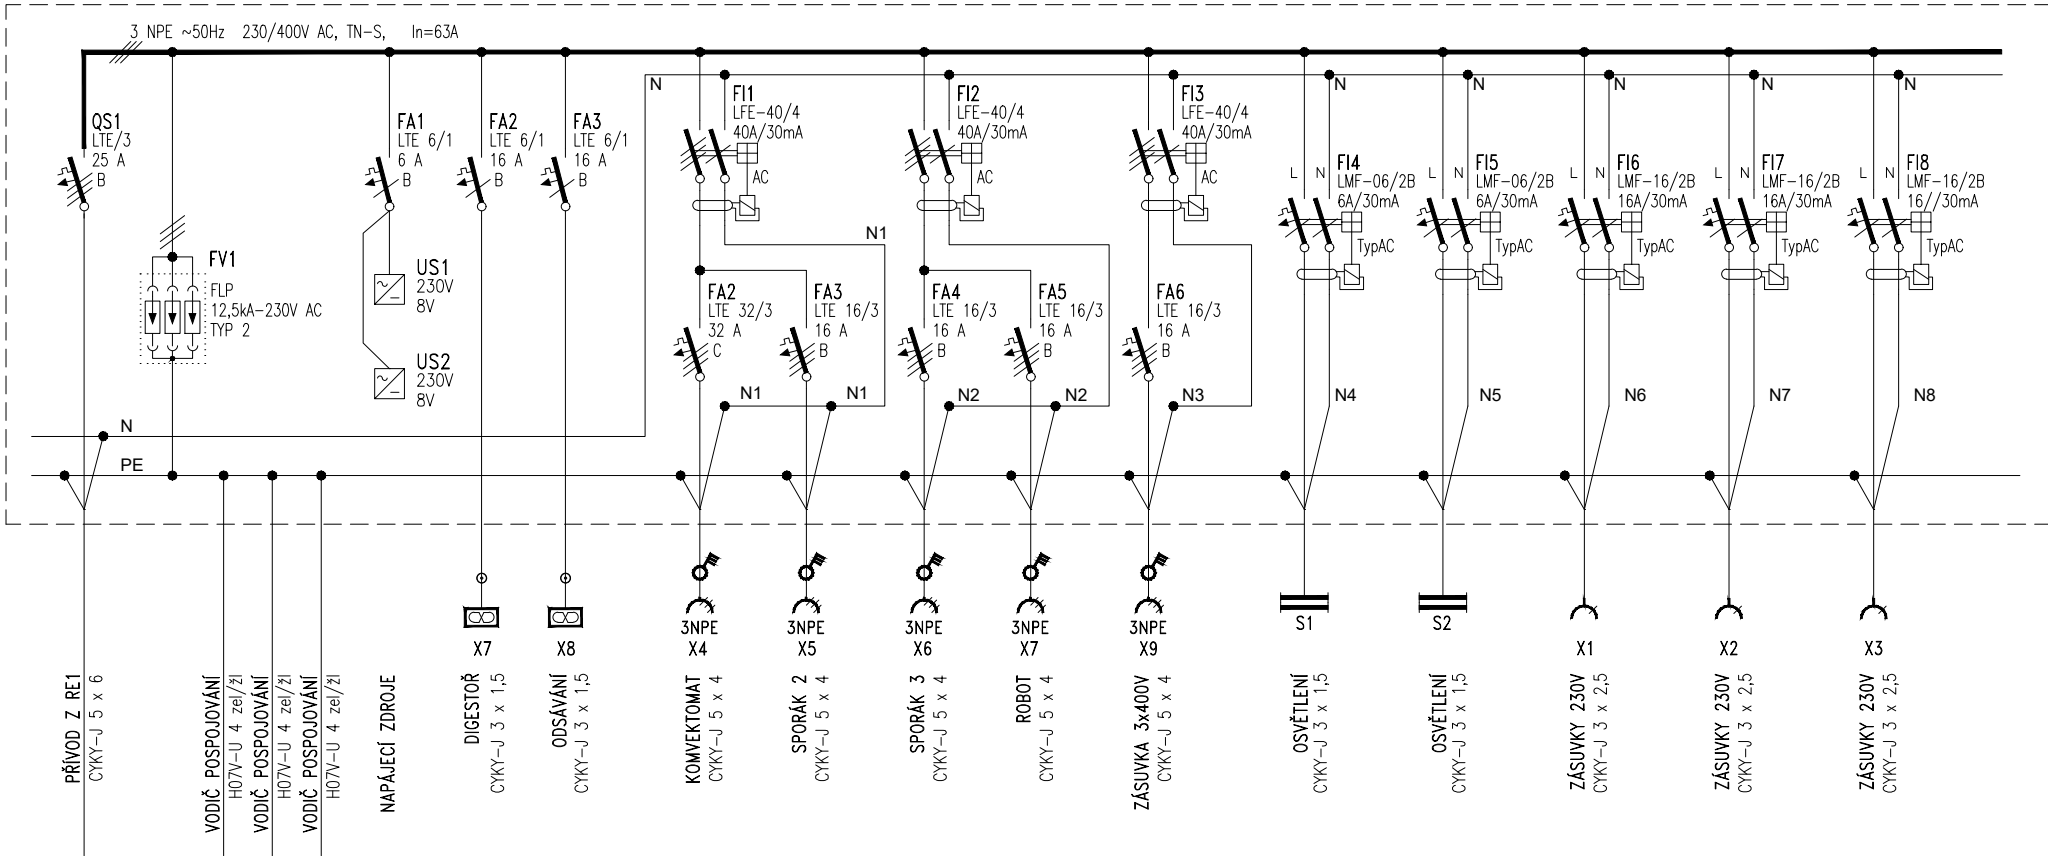 3 NPE ~50Hz 230/400V AC, TN-S, In=63A
QS1
LTE/3
25 A
B
FV1
FLP
12,5kA-230V AC
TYP 2
FA1
LTE 6/1
6 A
B
US1
230V
8V
US2
230V
8V
FA2
LTE 6/1
16 A
B
FA3
LTE 6/1
16 A
B
N
FI1
LFE-40/4
40A/30mA
AC
N1
FA2
LTE 32/3
32 A
C
FA3
LTE 16/3
16 A
B
N1
N1
FI2
LFE-40/4
40A/30mA
AC
FA4
LTE 16/3
16 A
B
FA5
LTE 16/3
16 A
B
N2
N2
FI3
LFE-40/4
40A/30mA
AC
FA6
LTE 16/3
16 A
B
N3
N
FI4
LMF-06/2B
6A/30mA
L
N
TypAC
N4
N
FI5
LMF-06/2B
6A/30mA
L
N
TypAC
N5
N
FI6
LMF-16/2B
16A/30mA
L
N
TypAC
N6
N
FI7
LMF-16/2B
16A/30mA
L
N
TypAC
N7
N
FI8
LMF-16/2B
16//30mA
L
N
TypAC
N8
N
PE
PŘÍVOD Z RE1
CYKY-J 5 x 6
VODIČ POSPOJOVÁNÍ
H07V-U 4 zel/žl
VODIČ POSPOJOVÁNÍ
H07V-U 4 zel/žl
VODIČ POSPOJOVÁNÍ
H07V-U 4 zel/žl
NAPÁJECÍ ZDROJE
X7
DIGESTOŘ
CYKY-J 3 x 1,5
X8
ODSÁVÁNÍ
CYKY-J 3 x 1,5
3NPE
X4
KOMVEKTOMAT
CYKY-J 5 x 4
3NPE
X5
SPORÁK 2
CYKY-J 5 x 4
3NPE
X6
SPORÁK 3
CYKY-J 5 x 4
3NPE
X7
ROBOT
CYKY-J 5 x 4
3NPE
X9
ZÁSUVKA 3x400V
CYKY-J 5 x 4
S1
OSVĚTLENÍ
CYKY-J 3 x 1,5
S2
OSVĚTLENÍ
CYKY-J 3 x 1,5
X1
ZÁSUVKY 230V
CYKY-J 3 x 2,5
X2
ZÁSUVKY 230V
CYKY-J 3 x 2,5
X3
ZÁSUVKY 230V
CYKY-J 3 x 2,5